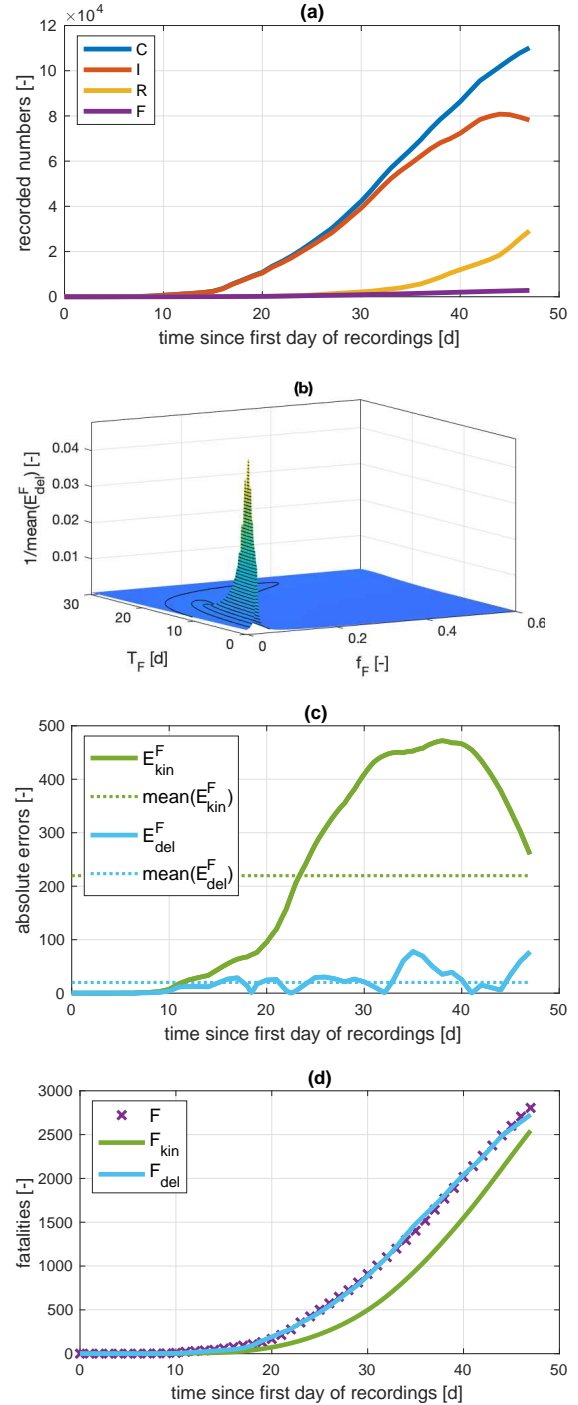 (a)
×10^4
12
10
8
6
4
2
0
C
I
R
F
recorded numbers [-]
0 10 20 30 40 50
time since first day of recordings [d]
(b)
0.04
0.03
0.02
0.01
1/mean(E^F_del) [-]
30
20
10
0
T_F [d]
0
0.2
0.4
0.6
f_F [-]
(c)
500
400
300
200
100
0
E^F_kin
mean(E^F_kin)
E^F_del
mean(E^F_del)
absolute errors [-]
0 10 20 30 40 50
time since first day of recordings [d]
(d)
3000
2500
2000
1500
1000
500
0
F
F_kin
F_del
fatalities [-]
0 10 20 30 40 50
time since first day of recordings [d]